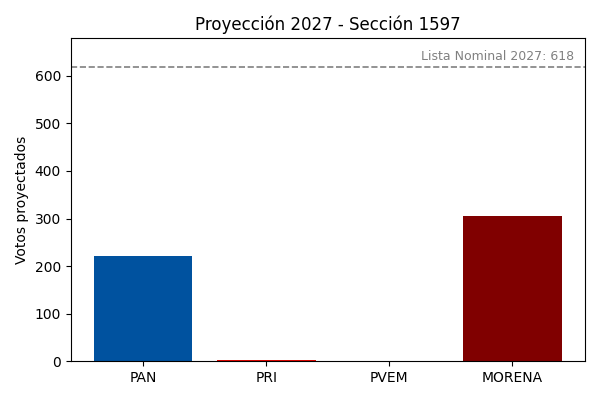 Proyección 2027 - Sección 1597
Lista Nominal 2027: 618
Votos proyectados
600
500
400
300
200
100
0
PAN
PRI
PVEM
MORENA